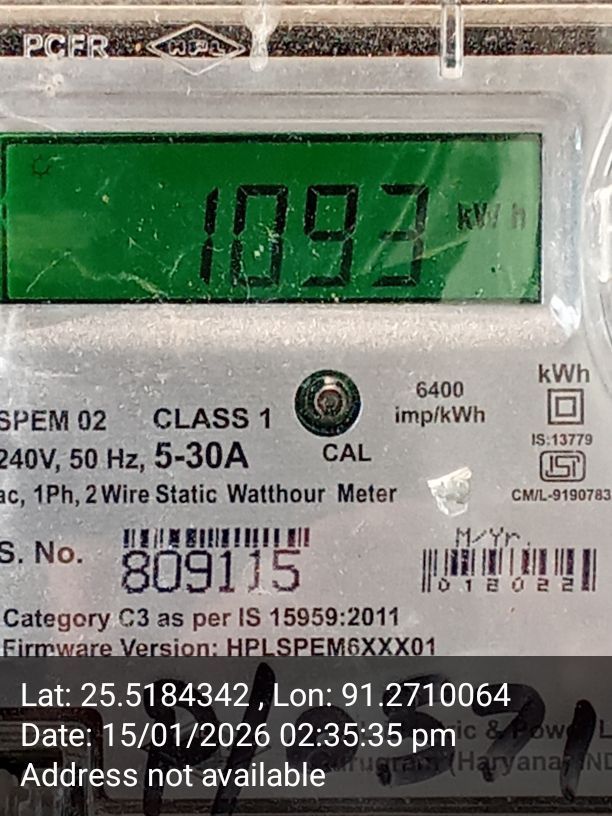 PCFR HPL
1093 kWh
kWh
6400
imp/kWh
SPEM 02 CLASS 1
CAL
IS:13779
240V, 50 Hz, 5-30A
ac, 1Ph, 2 Wire Static Watthour Meter
CM/L-9190783
S. No. 809115
M/Yr.
012022
Category C3 as per IS 15959:2011
Firmware Version: HPLSPEM6XXX01
Lat: 25.5184342 , Lon: 91.2710064
Date: 15/01/2026 02:35:35 pm
Address not available